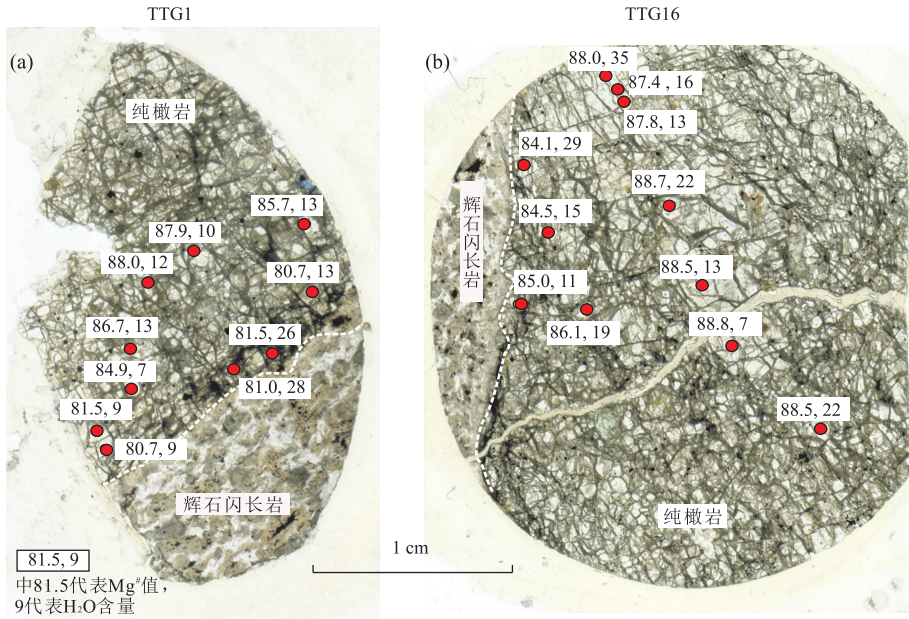 TTG1
TTG16
(a)
纯橄岩
85.7, 13
87.9, 10
88.0, 12
80.7, 13
86.7, 13
81.5, 26
84.9, 7
81.0, 28
81.5, 9
80.7, 9
辉石闪长岩
81.5, 9
中81.5代表Mg#值，
9代表H₂O含量
1 cm
(b)
88.0, 35
87.4 , 16
87.8, 13
84.1, 29
88.7, 22
84.5, 15
辉石闪长岩
88.5, 13
85.0, 11
86.1, 19
88.8, 7
88.5, 22
纯橄岩